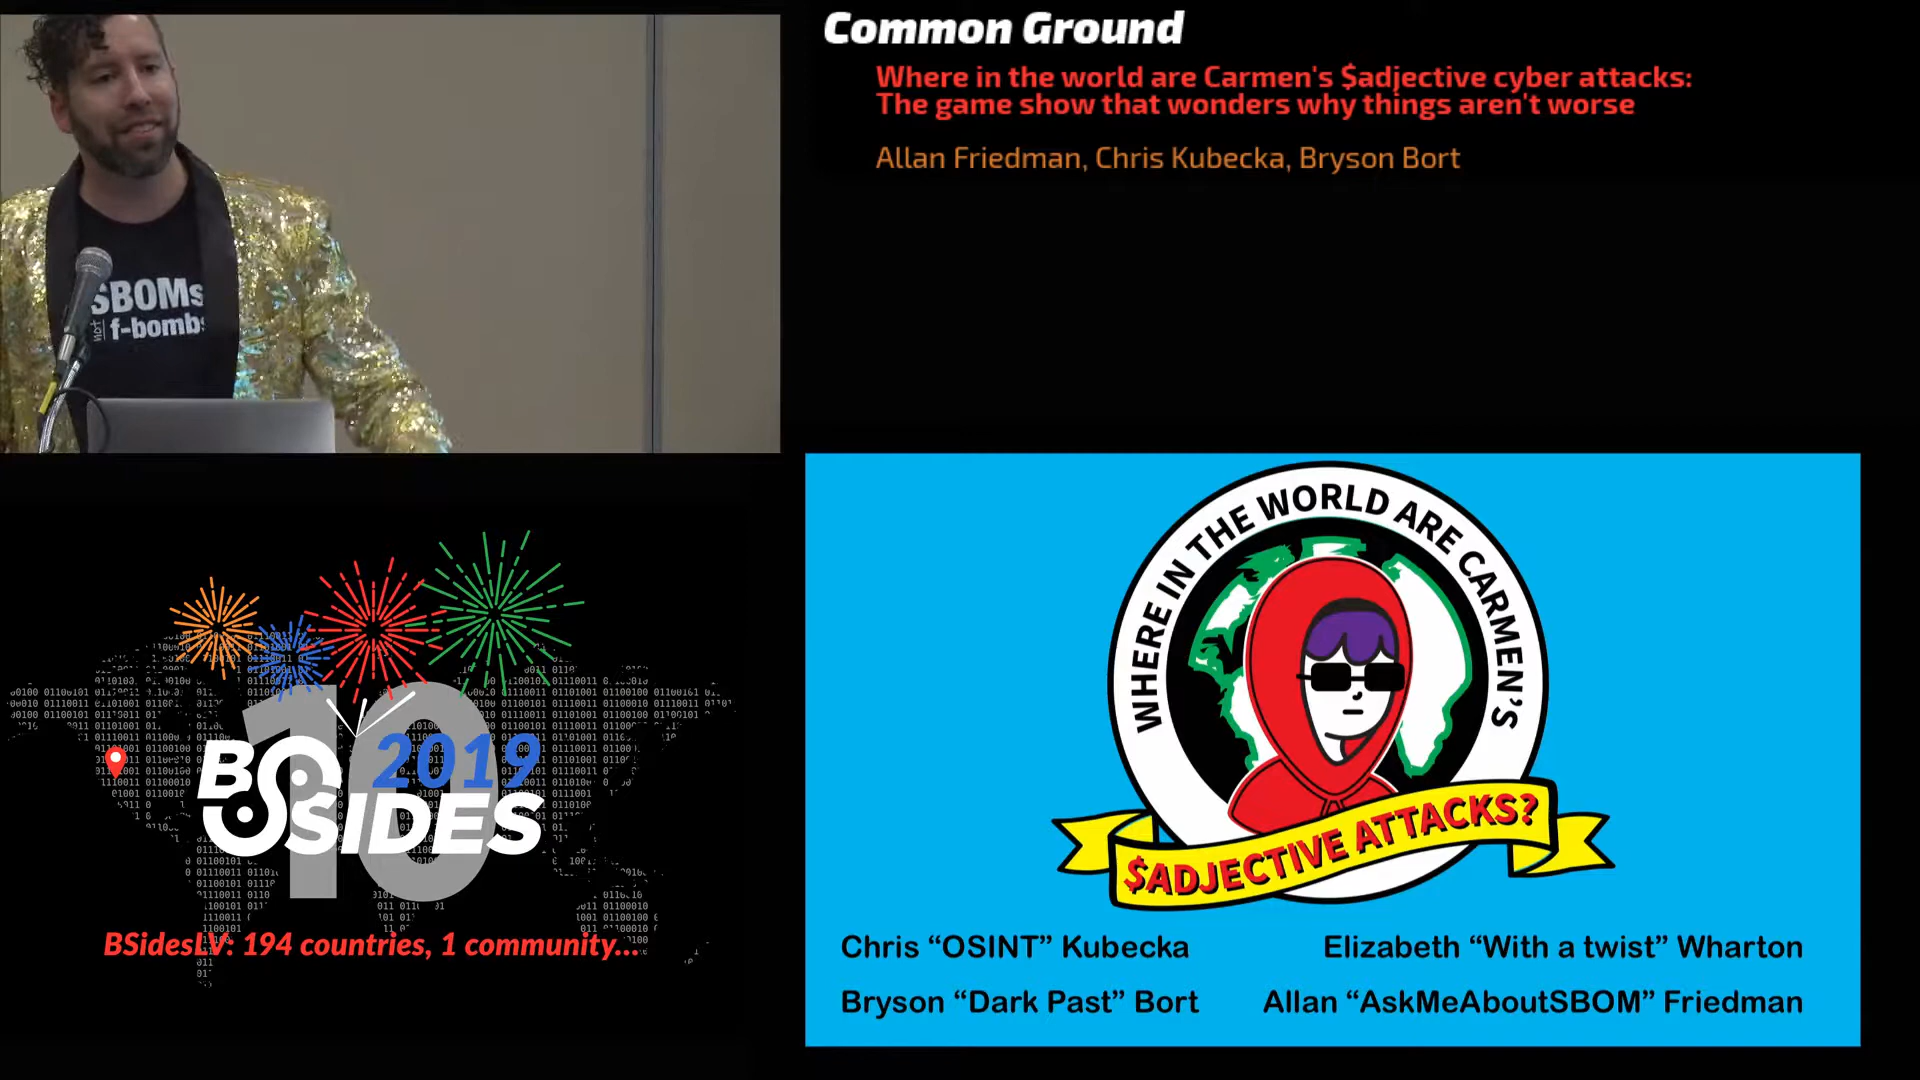 Common Ground
Where in the world are Carmen's $adjective cyber attacks:
The game show that wonders why things aren't worse
Allan Friedman, Chris Kubecka, Bryson Bort
SBOMs
not f-bombs
WHERE IN THE WORLD ARE CARMEN'S
$ADJECTIVE ATTACKS?
Chris “OSINT” Kubecka
Elizabeth “With a twist” Wharton
Bryson “Dark Past” Bort
Allan “AskMeAboutSBOM” Friedman
10
2019
BSIDES
BSidesLV: 194 countries, 1 community...